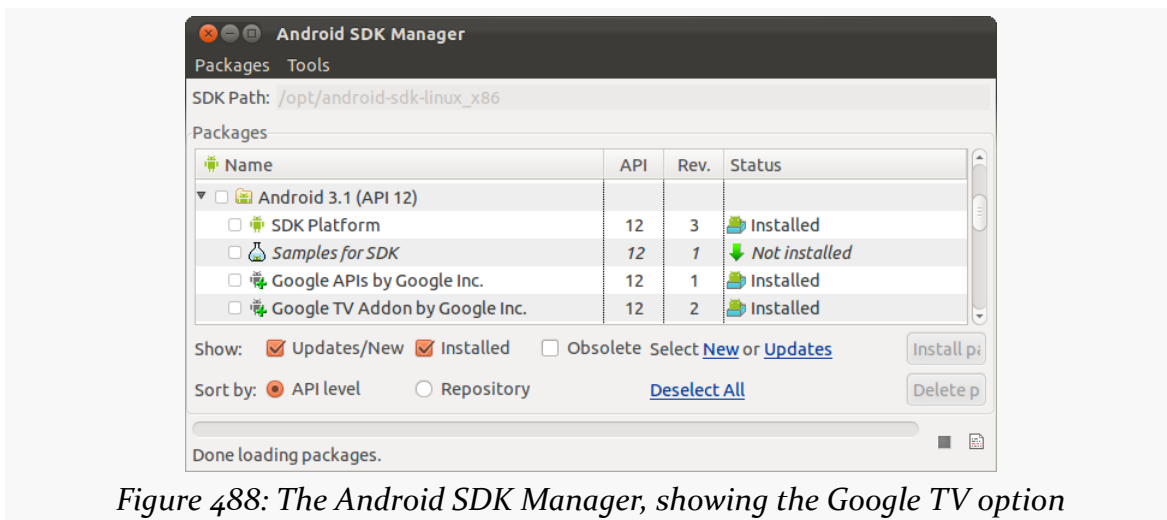 Android SDK Manager
Packages Tools
SDK Path: /opt/android-sdk-linux_x86
Packages
Name API Rev. Status
Android 3.1 (API 12)
SDK Platform 12 3 Installed
Samples for SDK 12 1 Not installed
Google APIs by Google Inc. 12 1 Installed
Google TV Addon by Google Inc. 12 2 Installed
Show: Updates/New Installed Obsolete Select New or Updates Install pa
Sort by: API level Repository Deselect All Delete p
Done loading packages.
Figure 488: The Android SDK Manager, showing the Google TV option